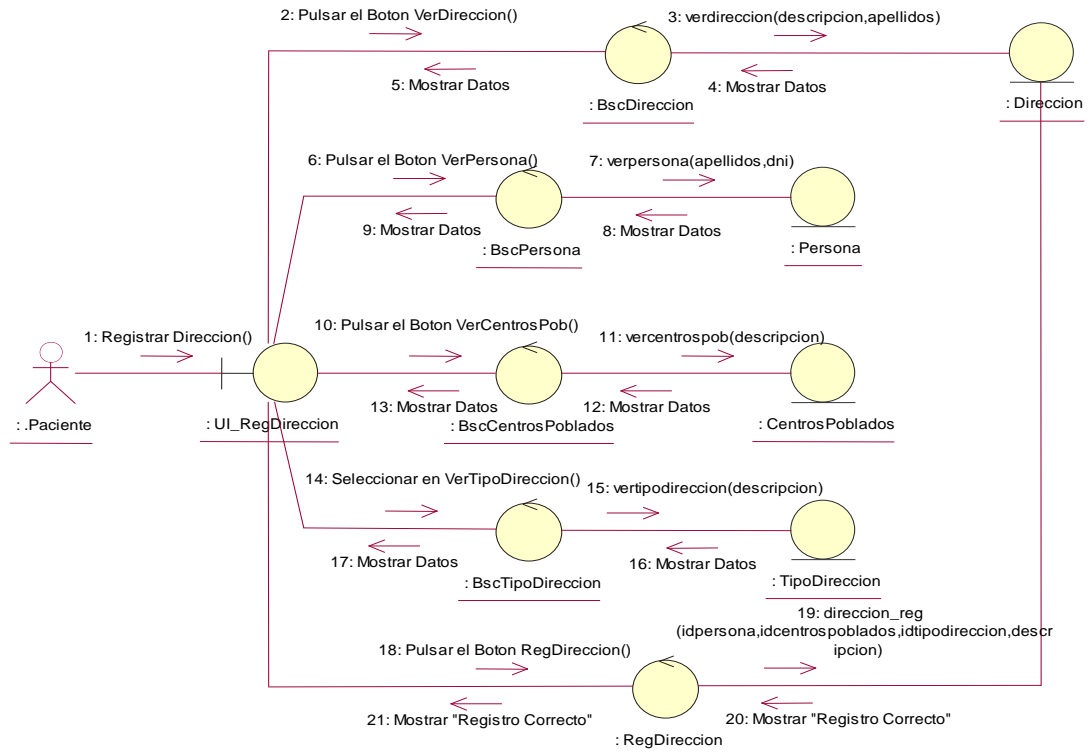 2: Pulsar el Boton VerDireccion()
3: verdireccion(descripcion,apellidos)
5: Mostrar Datos
4: Mostrar Datos
: BscDireccion
: Direccion
6: Pulsar el Boton VerPersona()
7: verpersona(apellidos,dni)
9: Mostrar Datos
8: Mostrar Datos
: BscPersona
: Persona
1: Registrar Direccion()
10: Pulsar el Boton VerCentrosPob()
11: vercentrospob(descripcion)
13: Mostrar Datos
12: Mostrar Datos
: .Paciente
: UI_RegDireccion
: BscCentrosPoblados
: CentrosPoblados
14: Seleccionar en VerTipoDireccion()
15: vertipodireccion(descripcion)
17: Mostrar Datos
16: Mostrar Datos
: BscTipoDireccion
: TipoDireccion
19: direccion_reg
(idpersona,idcentrospoblados,idtipodireccion,descr
ipcion)
18: Pulsar el Boton RegDireccion()
21: Mostrar "Registro Correcto"
20: Mostrar "Registro Correcto"
: RegDireccion